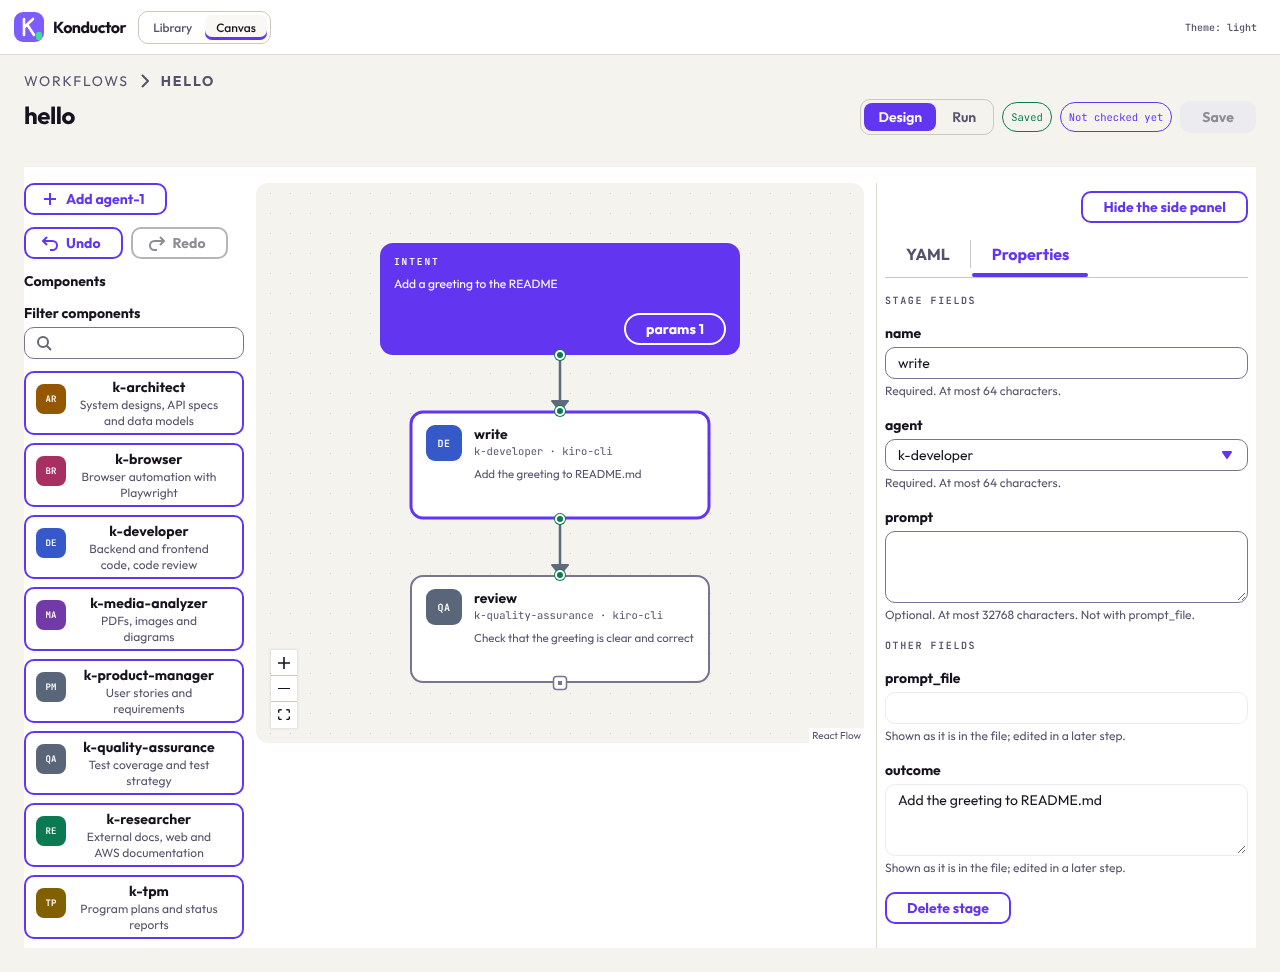 Konductor
Library
Canvas
Theme: light
WORKFLOWS
HELLO
hello
Design
Run
Saved
Not checked yet
Save
Add agent-1
Undo
Redo
Components
Filter components
AR
k-architect
System designs, API specs
and data models
BR
k-browser
Browser automation with
Playwright
DE
k-developer
Backend and frontend
code, code review
MA
k-media-analyzer
PDFs, images and
diagrams
PM
k-product-manager
User stories and
requirements
QA
k-quality-assurance
Test coverage and test
strategy
RE
k-researcher
External docs, web and
AWS documentation
TP
k-tpm
Program plans and status
reports
INTENT
Add a greeting to the README
params 1
DE
write
k-developer · kiro-cli
Add the greeting to README.md
QA
review
k-quality-assurance · kiro-cli
Check that the greeting is clear and correct
React Flow
Hide the side panel
YAML
Properties
STAGE FIELDS
name
write
Required. At most 64 characters.
agent
k-developer
Required. At most 64 characters.
prompt
Optional. At most 32768 characters. Not with prompt_file.
OTHER FIELDS
prompt_file
Shown as it is in the file; edited in a later step.
outcome
Add the greeting to README.md
Shown as it is in the file; edited in a later step.
Delete stage